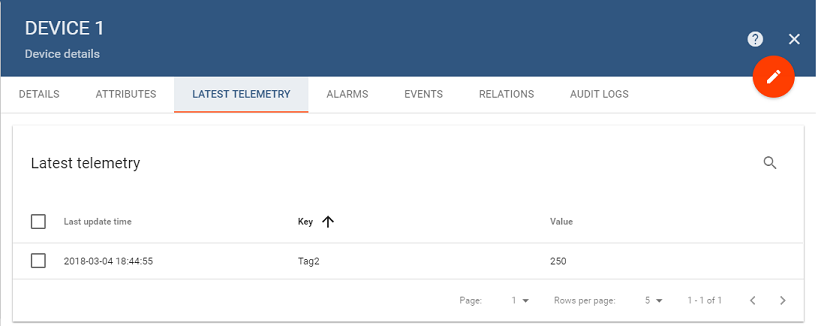 DEVICE 1
Device details
?
DETAILS ATTRIBUTES LATEST TELEMETRY ALARMS EVENTS RELATIONS AUDIT LOGS
Latest telemetry
Last update time Key Value
2018-03-04 18:44:55 Tag2 250
Page: 1 Rows per page: 5 1 - 1 of 1